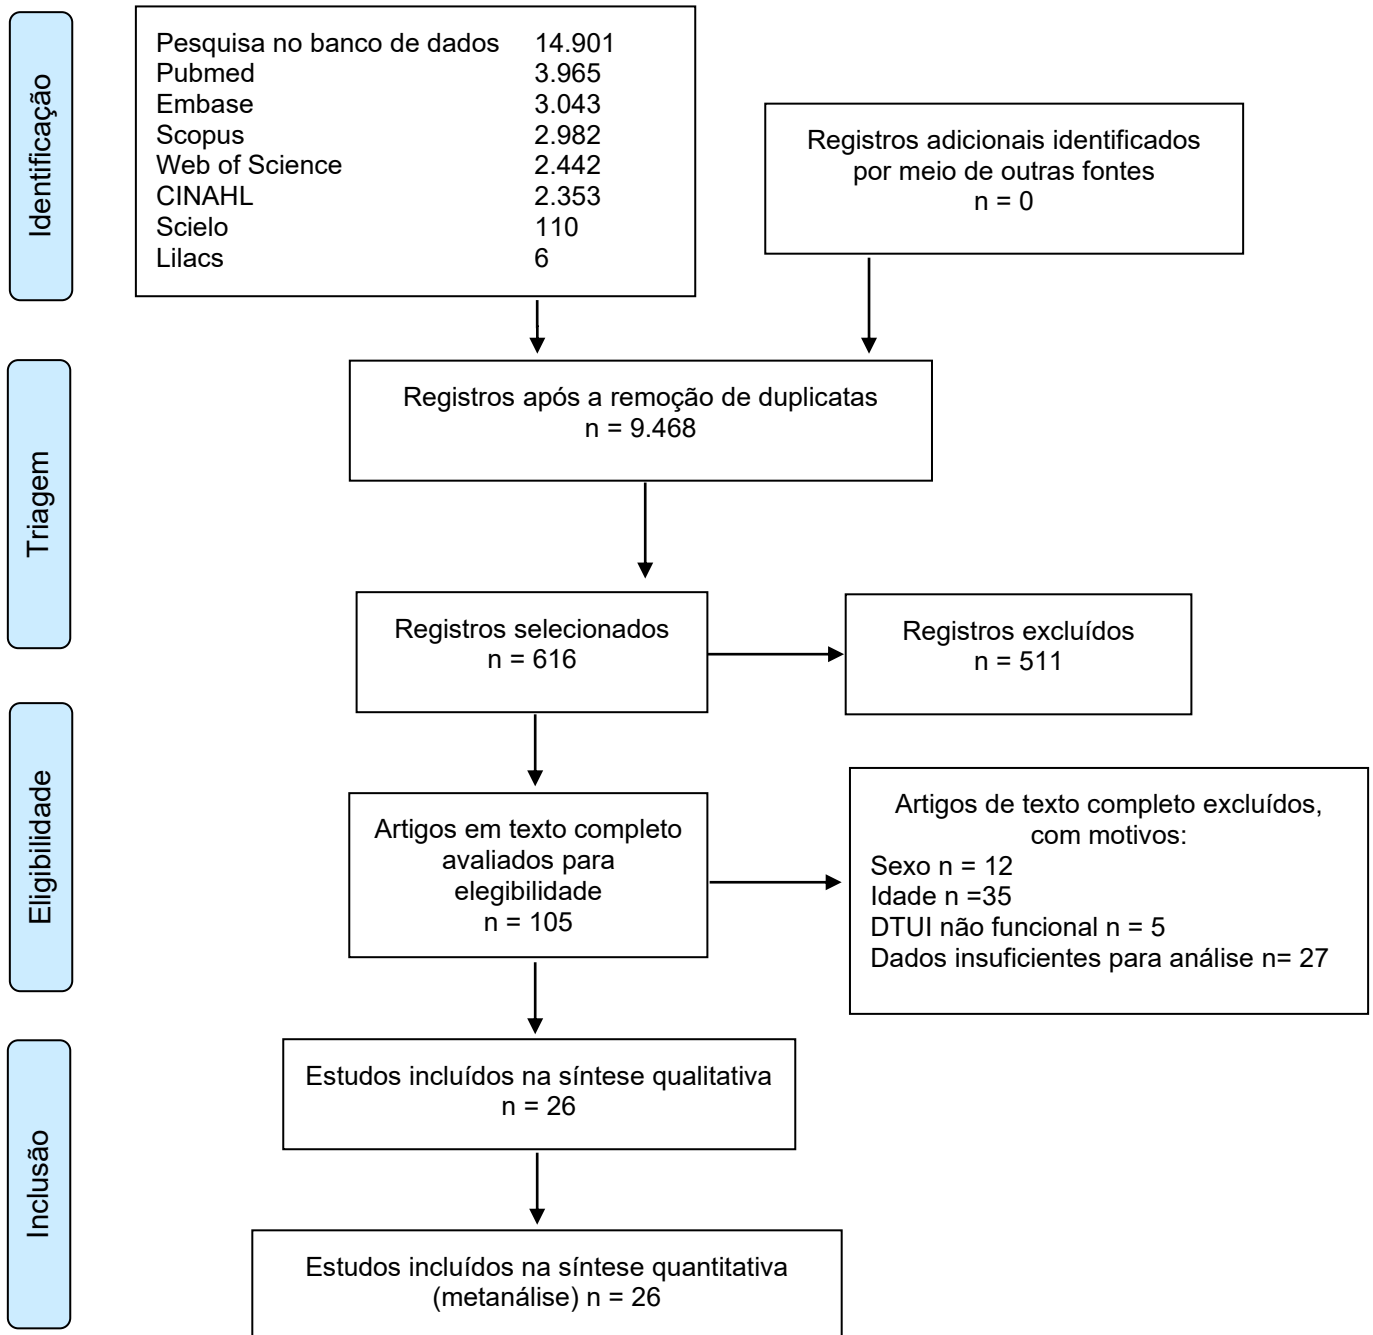 Identificação
Pesquisa no banco de dados 14.901
Pubmed 3.965
Embase 3.043
Scopus 2.982
Web of Science 2.442
CINAHL 2.353
Scielo 110
Lilacs 6
Registros adicionais identificados
por meio de outras fontes
n = 0
Triagem
Registros após a remoção de duplicatas
n = 9.468
Registros selecionados
n = 616
Registros excluídos
n = 511
Eligibilidade
Artigos em texto completo
avaliados para
elegibilidade
n = 105
Artigos de texto completo excluídos,
com motivos:
Sexo n = 12
Idade n =35
DTUI não funcional n = 5
Dados insuficientes para análise n= 27
Inclusão
Estudos incluídos na síntese qualitativa
n = 26
Estudos incluídos na síntese quantitativa
(metanálise) n = 26